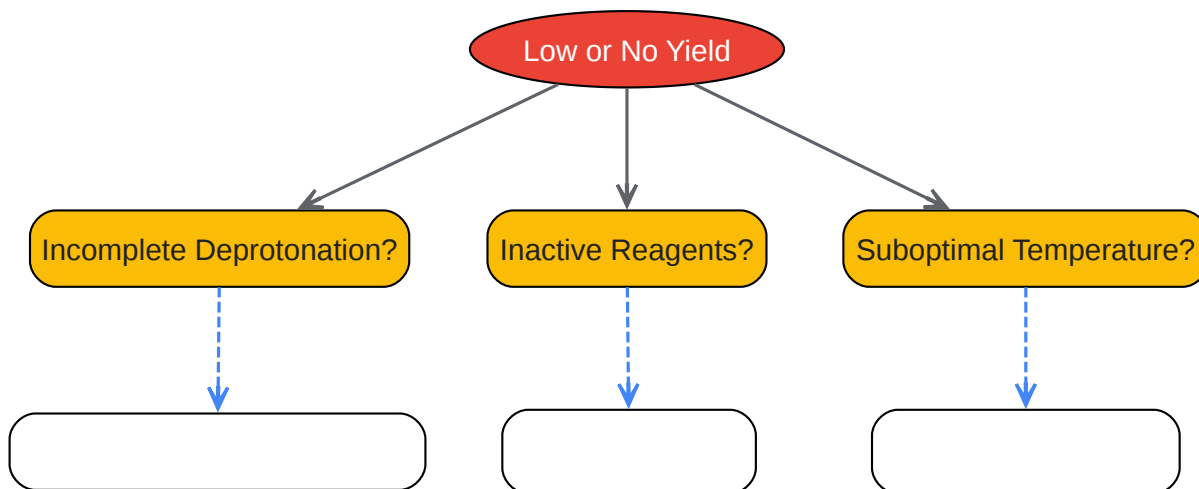 Low or No Yield
Incomplete Deprotonation?
Inactive Reagents?
Suboptimal Temperature?